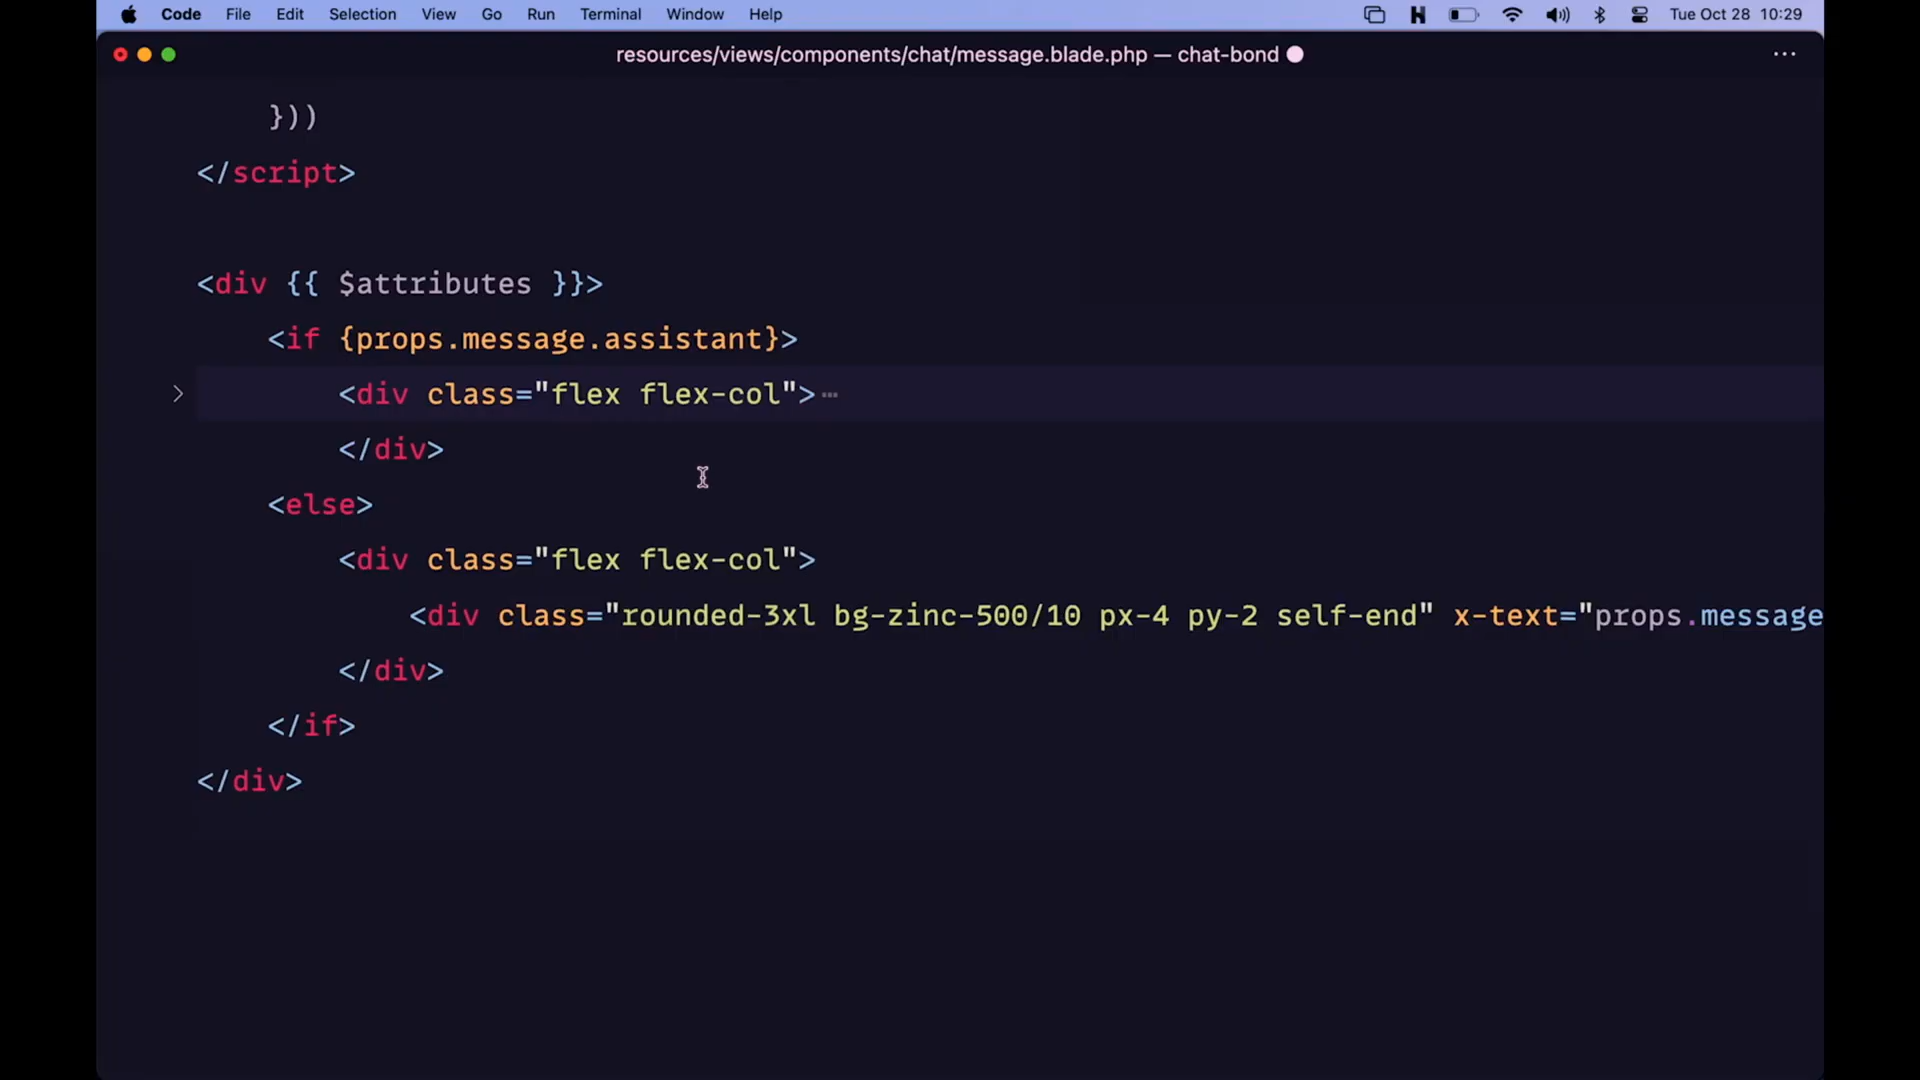 Code File Edit Selection View Go Run Terminal Window Help Tue Oct 28 10:29
resources/views/components/chat/message.blade.php — chat-bond
}))
</script>
<div {{ $attributes }}>
<if {props.message.assistant}>
<div class="flex flex-col">
</div>
<else>
<div class="flex flex-col">
<div class="rounded-3xl bg-zinc-500/10 px-4 py-2 self-end" x-text="props.message
</div>
</if>
</div>